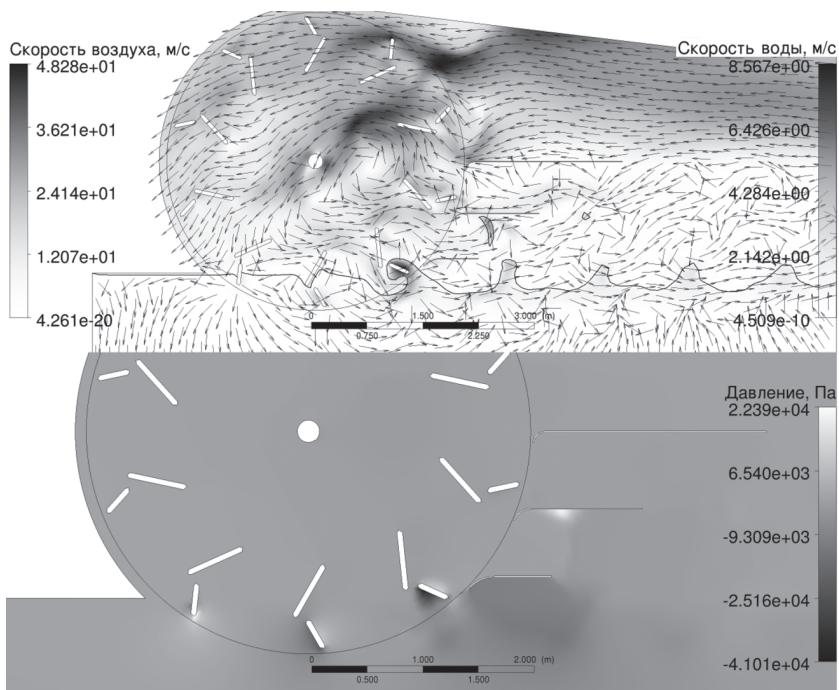 Скорость воздуха, м/с
4.828e+01
3.621e+01
2.414e+01
1.207e+01
4.261e-20
Скорость воды, м/с
8.567e+00
6.426e+00
4.284e+00
2.142e+00
4.509e-10
0 1.500 3.000 (m)
0.750 2.250
Давление, Па
2.239e+04
6.540e+03
-9.309e+03
-2.516e+04
-4.101e+04
0 1.000 2.000 (m)
0.500 1.500